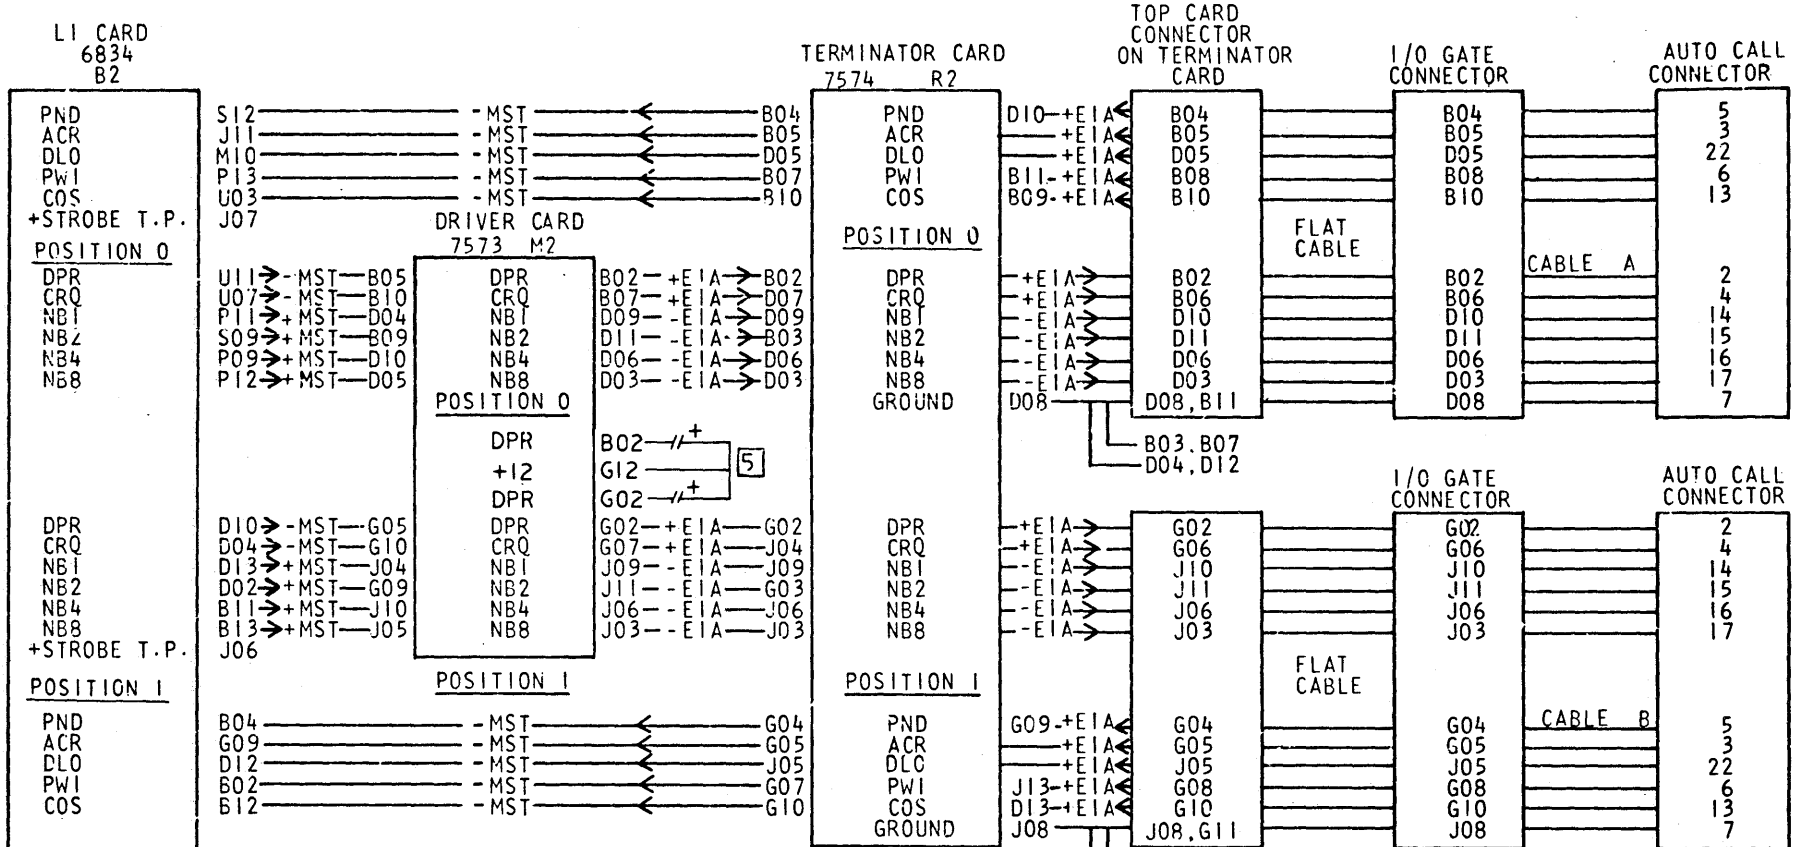 TOP CARD
CONNECTOR
ON TERMINATOR
CARD
LI CARD
6834
B2
TERMINATOR CARD
7574 R2
I/O GATE
CONNECTOR
AUTO CALL
CONNECTOR
PND S12 -MST B04 PND D10-+EIA B04 B04 5
ACR J11 -MST B05 ACR +EIA B05 B05 3
DLO M10 -MST D05 DLO +EIA D05 D05 22
PWI P13 -MST B07 PWI B11-+EIA B08 B08 6
COS U03 -MST B10 COS B09-+EIA B10 B10 13
+STROBE T.P. J07
DRIVER CARD
7573 M2
POSITION 0
POSITION 0
FLAT
CABLE
CABLE A
DPR U11 -MST B05 DPR B02 +EIA B02 DPR +EIA B02 B02 2
CRQ U07 -MST B10 CRQ B07 +EIA D07 CRQ +EIA B06 B06 4
NB1 P11 +MST D04 NB1 D09 -EIA D09 NB1 -EIA D10 D10 14
NB2 S09 +MST B09 NB2 D11 -EIA B03 NB2 -EIA D11 D11 15
NB4 P09 +MST D10 NB4 D06 -EIA D06 NB4 -EIA D06 D06 16
NB8 P12 +MST D05 NB8 D03 -EIA D03 NB8 -EIA D03 D03 17
POSITION 0 GROUND D08 D08,B11 D08 7
DPR B02 +
+12 G12 5
DPR G02 +
B03.B07
D04,D12
I/O GATE
CONNECTOR
AUTO CALL
CONNECTOR
DPR D10 -MST G05 DPR G02 +EIA G02 DPR +EIA G02 G02 2
CRQ D04 -MST G10 CRQ G07 +EIA J04 CRQ +EIA G06 G06 4
NB1 D13 +MST J04 NB1 J09 -EIA J09 NB1 -EIA J10 J10 14
NB2 D02 +MST G09 NB2 J11 -EIA G03 NB2 -EIA J11 J11 15
NB4 B11 +MST J10 NB4 J06 -EIA J06 NB4 -EIA J06 J06 16
NB8 B13 +MST J05 NB8 J03 -EIA J03 NB8 -EIA J03 J03 17
+STROBE T.P. J06
POSITION 1
POSITION 1
POSITION 1
FLAT
CABLE
CABLE B
PND B04 -MST G04 PND G09-+EIA G04 G04 5
ACR G09 -MST G05 ACR +EIA G05 G05 3
DLO D12 -MST J05 DLO +EIA J05 J05 22
PWI B02 -MST G07 PWI J13-+EIA G08 G08 6
COS B12 -MST G10 COS D13-+EIA G10 G10 13
GROUND J08 J08,G11 J08 7